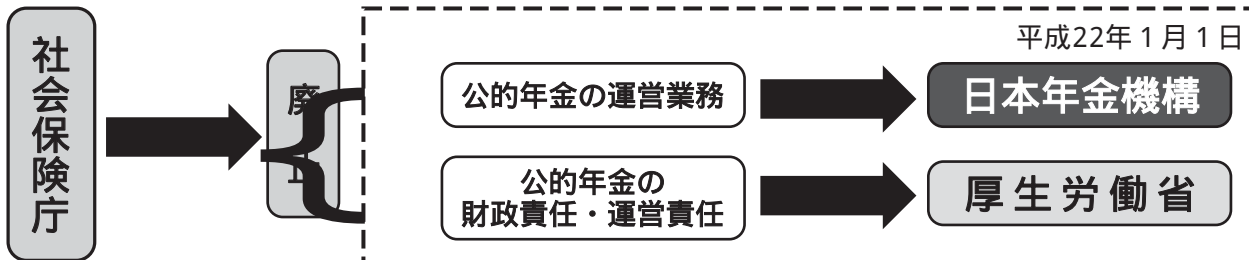 社会保険庁
廃止
平成22年1月1日
公的年金の運営業務
日本年金機構
公的年金の
財政責任・運営責任
厚生労働省